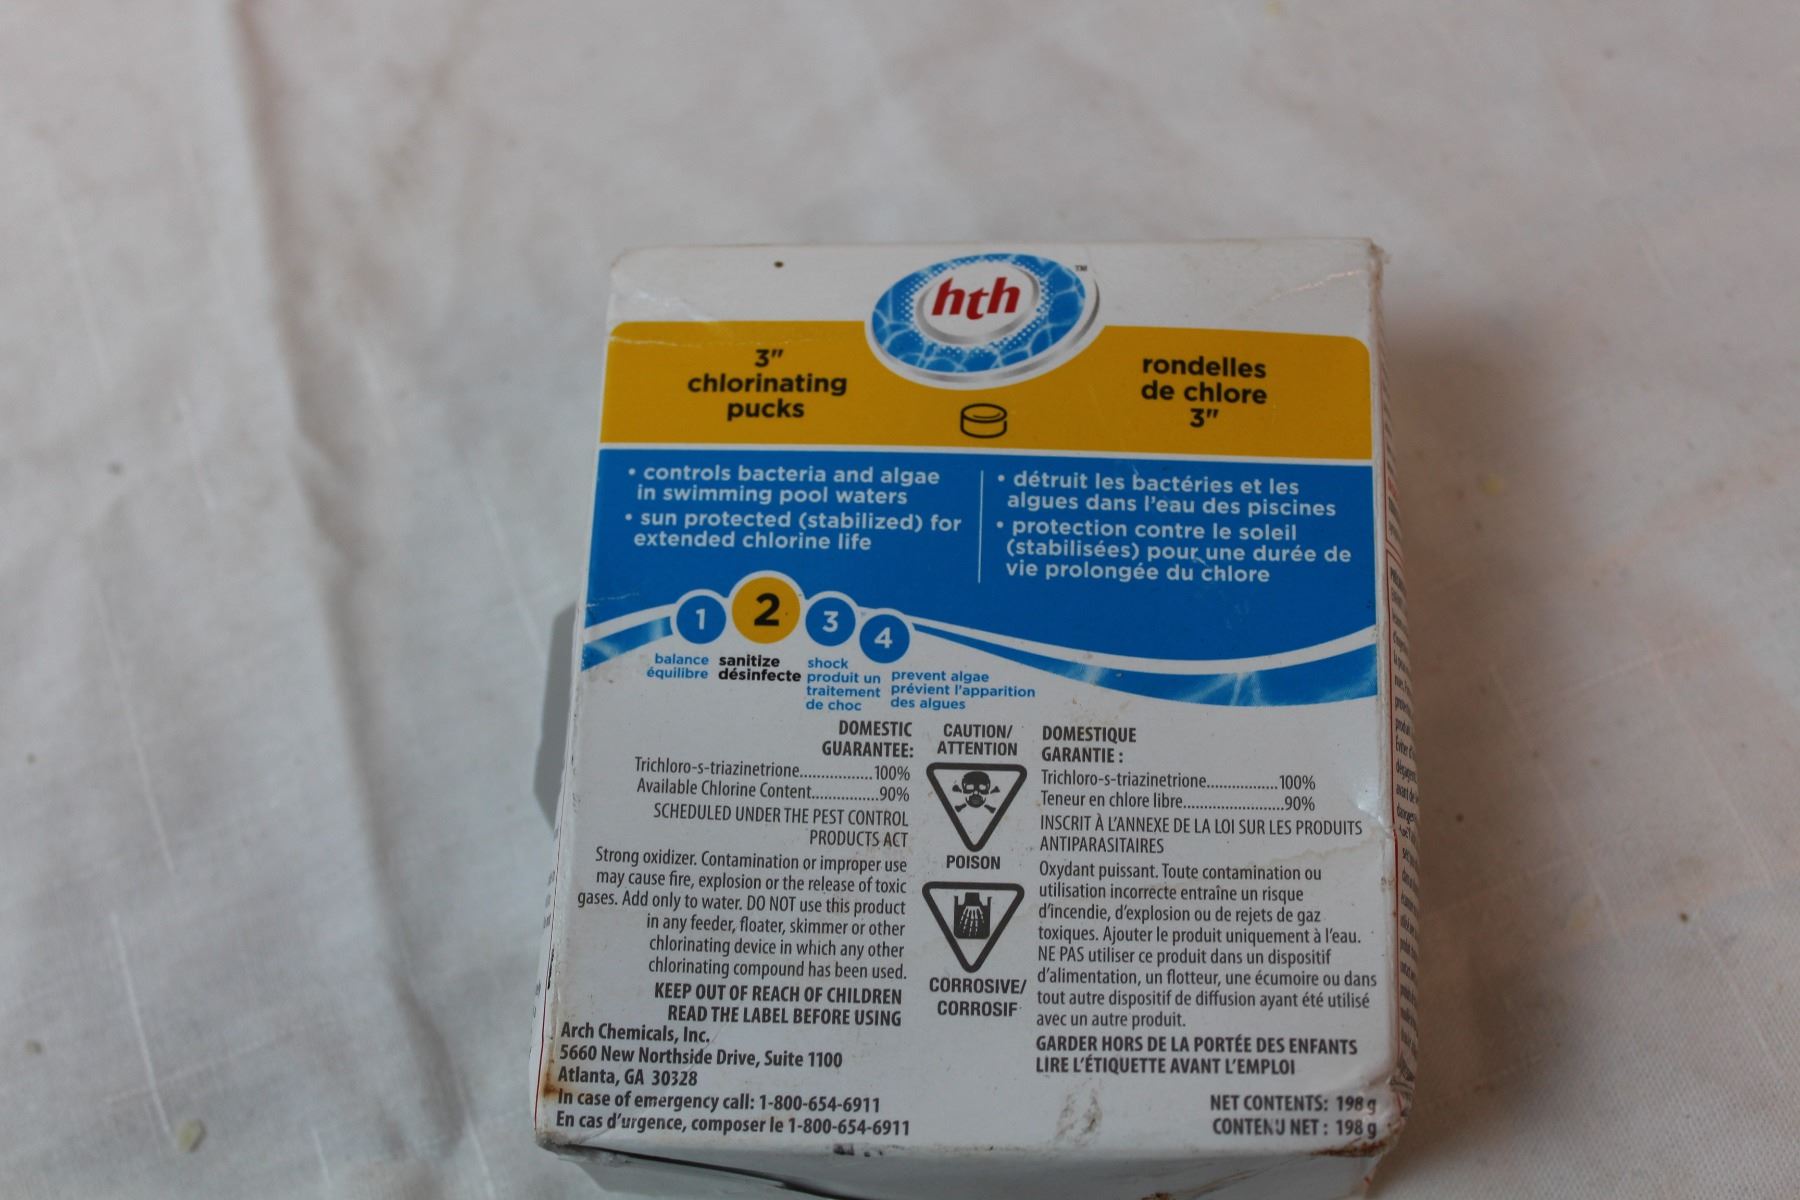 hth
TM
3"
chlorinating
pucks
rondelles
de chlore
3"
• controls bacteria and algae
in swimming pool waters
• sun protected (stabilized) for
extended chlorine life
• détruit les bactéries et les
algues dans l'eau des piscines
• protection contre le soleil
(stabilisées) pour une durée de
vie prolongée du chlore
1
2
3
4
balance
équilibre
sanitize
désinfecte
shock
produit un
traitement
de choc
prevent algae
prévient l'apparition
des algues
DOMESTIC
GUARANTEE:
Trichloro-s-triazinetrione.................100%
Available Chlorine Content...............90%
SCHEDULED UNDER THE PEST CONTROL
PRODUCTS ACT
Strong oxidizer. Contamination or improper use
may cause fire, explosion or the release of toxic
gases. Add only to water. DO NOT use this product
in any feeder, floater, skimmer or other
chlorinating device in which any other
chlorinating compound has been used.
KEEP OUT OF REACH OF CHILDREN
READ THE LABEL BEFORE USING
Arch Chemicals, Inc.
5660 New Northside Drive, Suite 1100
Atlanta, GA 30328
In case of emergency call: 1-800-654-6911
En cas d'urgence, composer le 1-800-654-6911
CAUTION/
ATTENTION
POISON
CORROSIVE/
CORROSIF
DOMESTIQUE
GARANTIE :
Trichloro-s-triazinetrione.................100%
Teneur en chlore libre.......................90%
INSCRIT À L'ANNEXE DE LA LOI SUR LES PRODUITS
ANTIPARASITAIRES
Oxydant puissant. Toute contamination ou
utilisation incorrecte entraîne un risque
d'incendie, d'explosion ou de rejets de gaz
toxiques. Ajouter le produit uniquement à l'eau.
NE PAS utiliser ce produit dans un dispositif
d'alimentation, un flotteur, une écumoire ou dans
tout autre dispositif de diffusion ayant été utilisé
avec un autre produit.
GARDER HORS DE LA PORTÉE DES ENFANTS
LIRE L'ÉTIQUETTE AVANT L'EMPLOI
NET CONTENTS: 198 g
CONTENU NET : 198 g